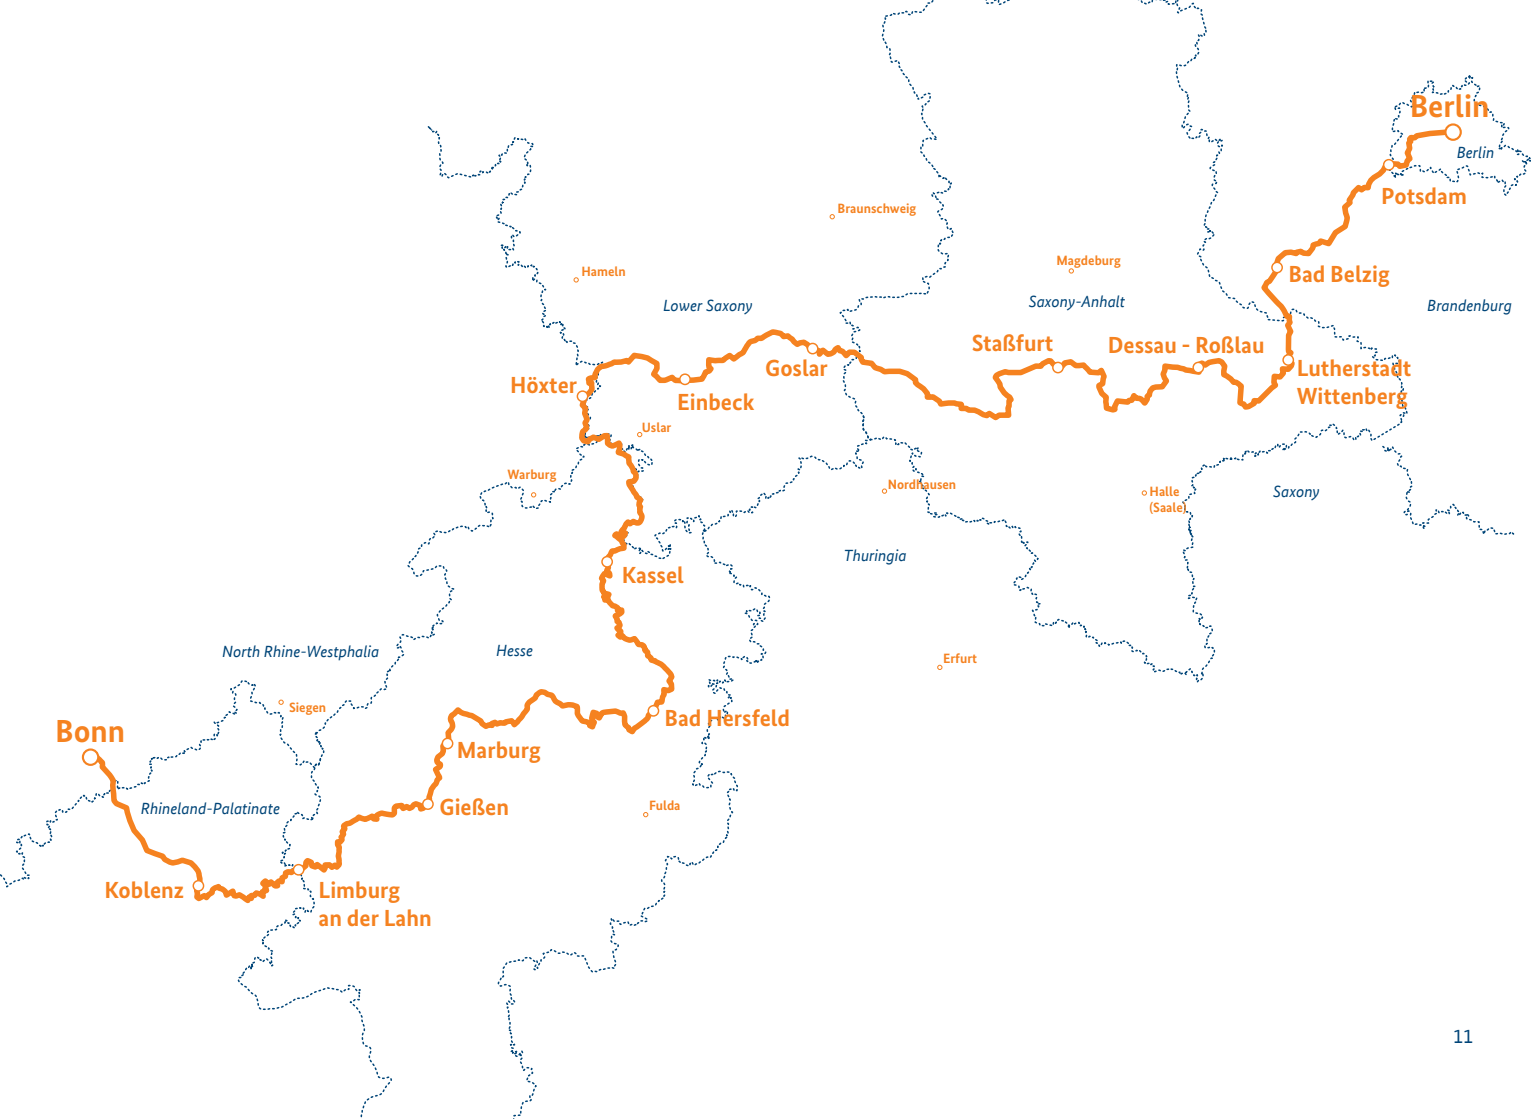 Berlin
Berlin
Potsdam
Braunschweig
Magdeburg
Hameln
Bad Belzig
Lower Saxony
Saxony-Anhalt
Brandenburg
Staßfurt
Dessau - Roßlau
Goslar
Lutherstadt
Wittenberg
Höxter
Einbeck
Uslar
Warburg
Nordhausen
Halle
(Saale)
Saxony
Thuringia
Kassel
North Rhine-Westphalia
Hesse
Erfurt
Siegen
Bad Hersfeld
Bonn
Marburg
Rhineland-Palatinate
Gießen
Fulda
Koblenz
Limburg
an der Lahn
11